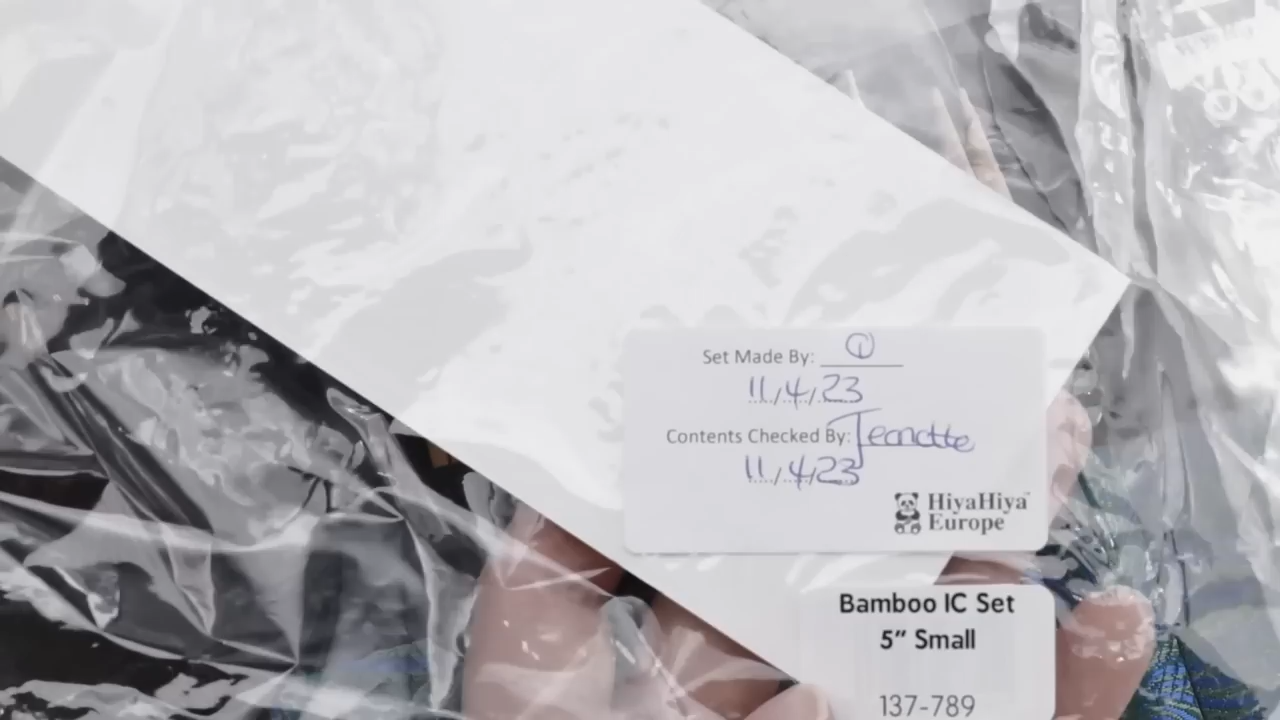 Set Made By: 1
11/4/23
Contents Checked By: Jeanette
11/4/23
HiyaHiya™
Europe
Bamboo IC Set
5” Small
137-789